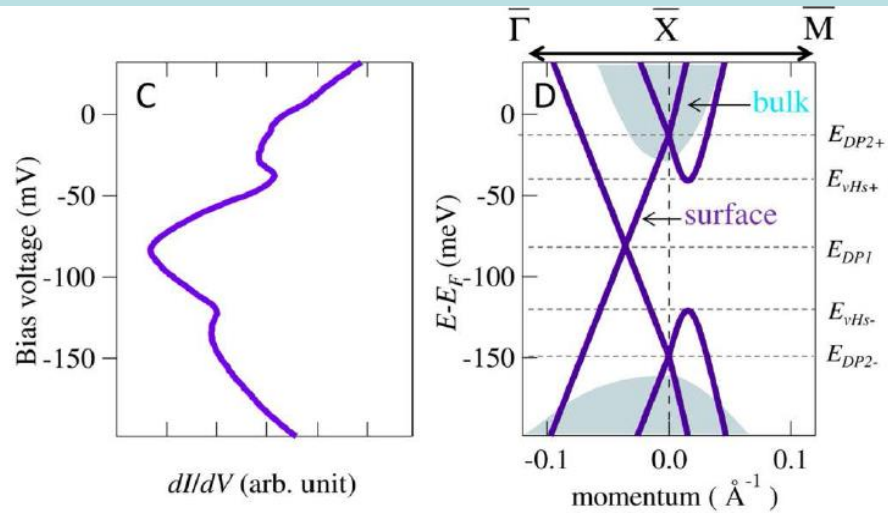 Γ̅ X̅ M̅
C
0
-50
-100
-150
Bias voltage (mV)
dI/dV (arb. unit)
D
bulk
surface
0
-50
-100
-150
E-E_F (meV)
E_DP2+
E_vHs+
E_DP1
E_vHs-
E_DP2-
-0.1 0.0 0.1
momentum ( Å⁻¹)